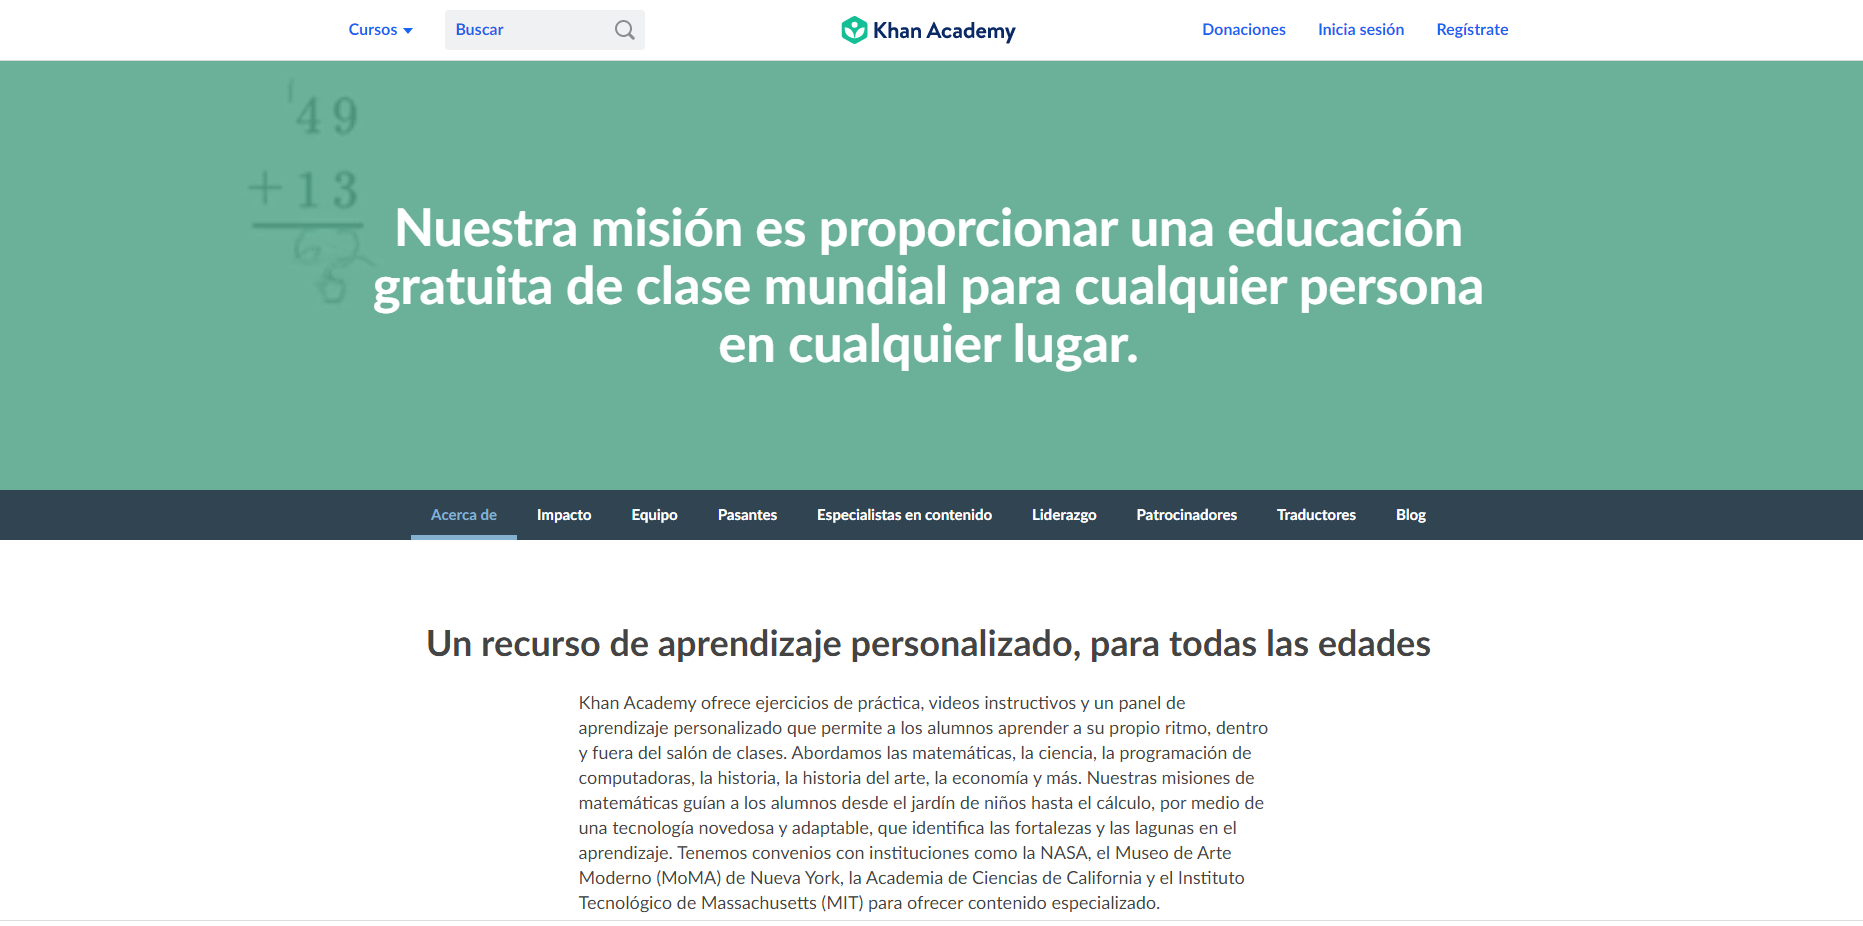 Cursos
Buscar
Khan Academy
Donaciones
Inicia sesión
Regístrate
1
49
+13
Nuestra misión es proporcionar una educación
gratuita de clase mundial para cualquier persona
en cualquier lugar.
Acerca de
Impacto
Equipo
Pasantes
Especialistas en contenido
Liderazgo
Patrocinadores
Traductores
Blog
Un recurso de aprendizaje personalizado, para todas las edades
Khan Academy ofrece ejercicios de práctica, videos instructivos y un panel de
aprendizaje personalizado que permite a los alumnos aprender a su propio ritmo, dentro
y fuera del salón de clases. Abordamos las matemáticas, la ciencia, la programación de
computadoras, la historia, la historia del arte, la economía y más. Nuestras misiones de
matemáticas guían a los alumnos desde el jardín de niños hasta el cálculo, por medio de
una tecnología novedosa y adaptable, que identifica las fortalezas y las lagunas en el
aprendizaje. Tenemos convenios con instituciones como la NASA, el Museo de Arte
Moderno (MoMA) de Nueva York, la Academia de Ciencias de California y el Instituto
Tecnológico de Massachusetts (MIT) para ofrecer contenido especializado.